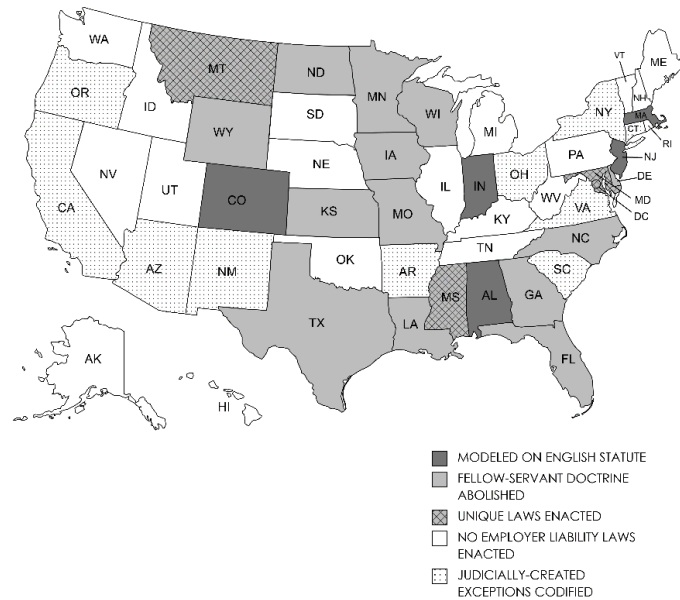 WA
VT
ME
MT
ND
MN
OR
ID
WI
NH
NY
MA
SD
MI
CT
RI
WY
IA
PA
NJ
NE
OH
NV
IL
IN
DE
UT
WV
MD
CO
VA
DC
CA
KS
MO
KY
NC
TN
OK
AZ
NM
AR
SC
MS
AL
GA
TX
LA
AK
FL
HI
MODELED ON ENGLISH STATUTE
FELLOW-SERVANT DOCTRINE
ABOLISHED
UNIQUE LAWS ENACTED
NO EMPLOYER LIABILITY LAWS
ENACTED
JUDICIALLY-CREATED
EXCEPTIONS CODIFIED